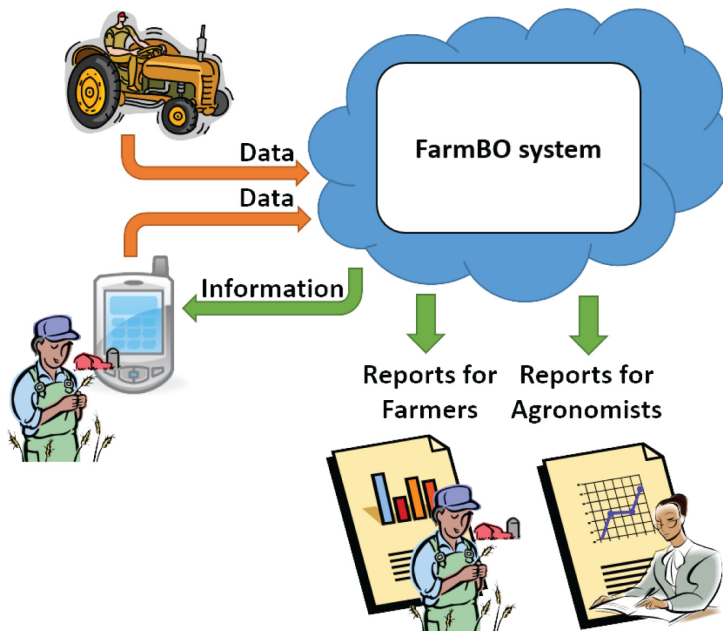 Data
FarmBO system
Data
Information
Reports for
Farmers
Reports for
Agronomists